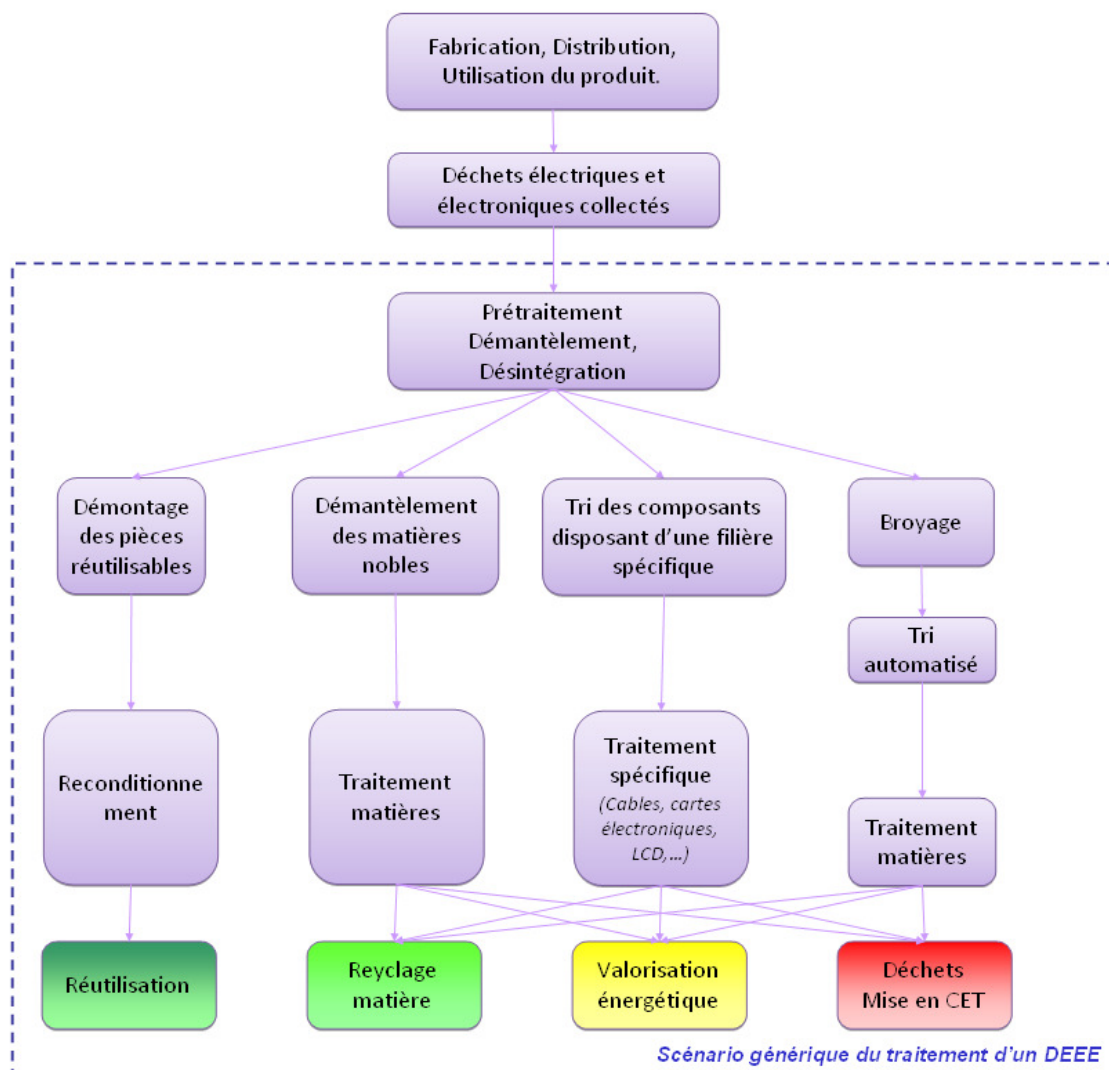 Fabrication, Distribution,
Utilisation du produit.
Déchets électriques et
électroniques collectés
Prétraitement
Démantèlement,
Désintégration
Démontage
des pièces
réutilisables
Démantèlement
des matières
nobles
Tri des composants
disposant d’une filière
spécifique
Broyage
Tri
automatisé
Reconditionne
ment
Traitement
matières
Traitement
spécifique
(Cables, cartes
électroniques,
LCD,...)
Traitement
matières
Réutilisation
Reyclage
matière
Valorisation
énergétique
Déchets
Mise en CET
Scénario générique du traitement d’un DEEE